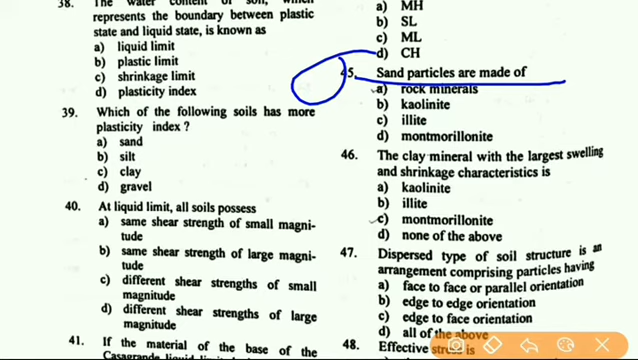 38. The water content of soil, which
represents the boundary between plastic
state and liquid state, is known as
a) liquid limit
b) plastic limit
c) shrinkage limit
d) plasticity index
39. Which of the following soils has more
plasticity index ?
a) sand
b) silt
c) clay
d) gravel
40. At liquid limit, all soils possess
a) same shear strength of small magni-
tude
b) same shear strength of large magni-
tude
c) different shear strengths of small
magnitude
d) different shear strengths of large
magnitude
41. If the material of the base of the
Casagrande liquid
a) MH
b) SL
c) ML
d) CH
45. Sand particles are made of
a) rock minerals
b) kaolinite
c) illite
d) montmorillonite
46. The clay mineral with the largest swelling
and shrinkage characteristics is
a) kaolinite
b) illite
c) montmorillonite
d) none of the above
47. Dispersed type of soil structure is an
arrangement comprising particles having
a) face to face or parallel orientation
b) edge to edge orientation
c) edge to face orientation
d) all of the above
48. Effective stress is